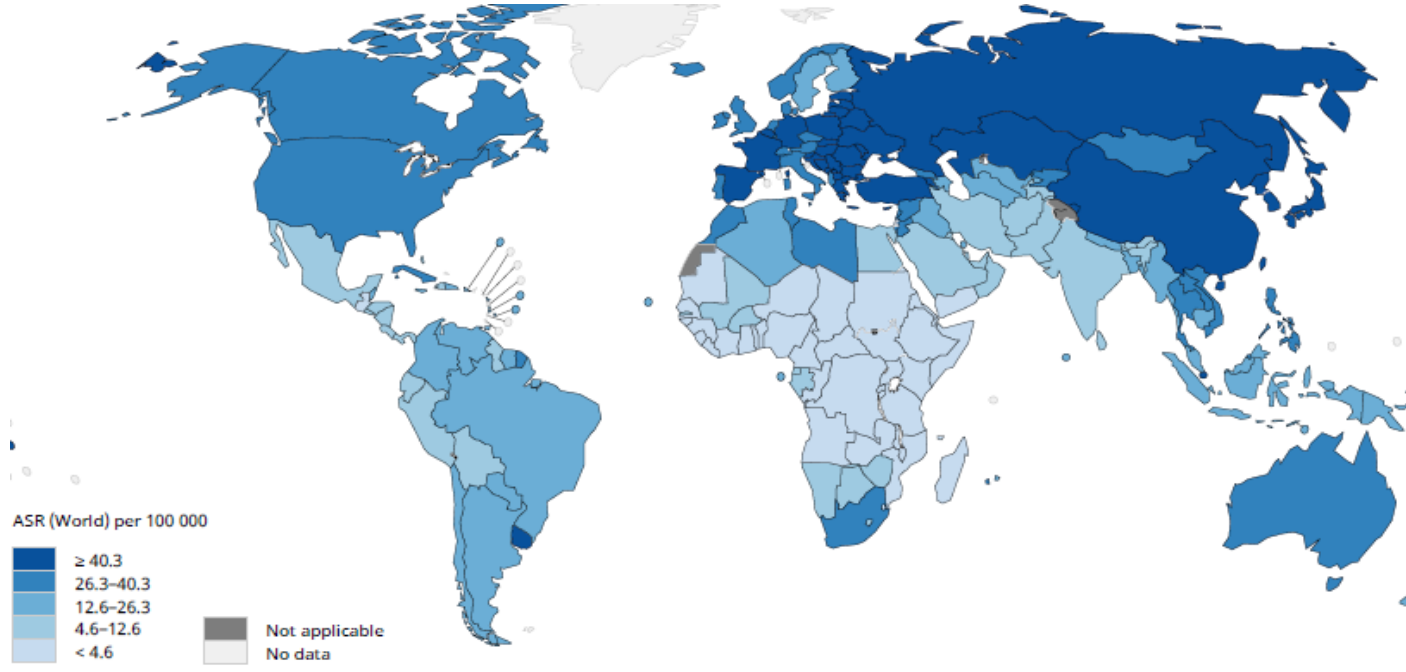 ASR (World) per 100 000
≥ 40.3
26.3–40.3
12.6–26.3
4.6–12.6
< 4.6
Not applicable
No data